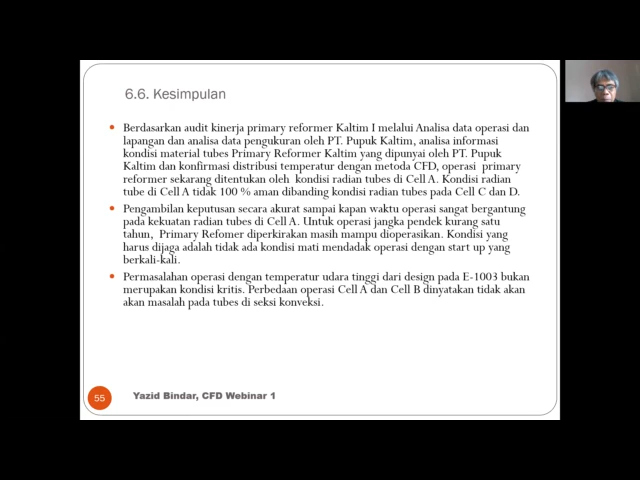 6.6. Kesimpulan
Berdasarkan audit kinerja primary reformer Kaltim I melalui Analisa data operasi dan
lapangan dan analisa data pengukuran oleh PT. Pupuk Kaltim, analisa informasi
kondisi material tubes Primary Reformer Kaltim yang dipunyai oleh PT. Pupuk
Kaltim dan konfirmasi distribusi temperatur dengan metoda CFD, operasi primary
reformer sekarang ditentukan oleh kondisi radian tubes di Cell A. Kondisi radian
tube di Cell A tidak 100 % aman dibanding kondisi radian tubes pada Cell C dan D.
Pengambilan keputusan secara akurat sampai kapan waktu operasi sangat bergantung
pada kekuatan radian tubes di Cell A. Untuk operasi jangka pendek kurang satu
tahun, Primary Refomer diperkirakan masih mampu dioperasikan. Kondisi yang
harus dijaga adalah tidak ada kondisi mati mendadak operasi dengan start up yang
berkali-kali.
Permasalahan operasi dengan temperatur udara tinggi dari design pada E-1003 bukan
merupakan kondisi kritis. Perbedaan operasi Cell A dan Cell B dinyatakan tidak akan
akan masalah pada tubes di seksi konveksi.
55
Yazid Bindar, CFD Webinar 1